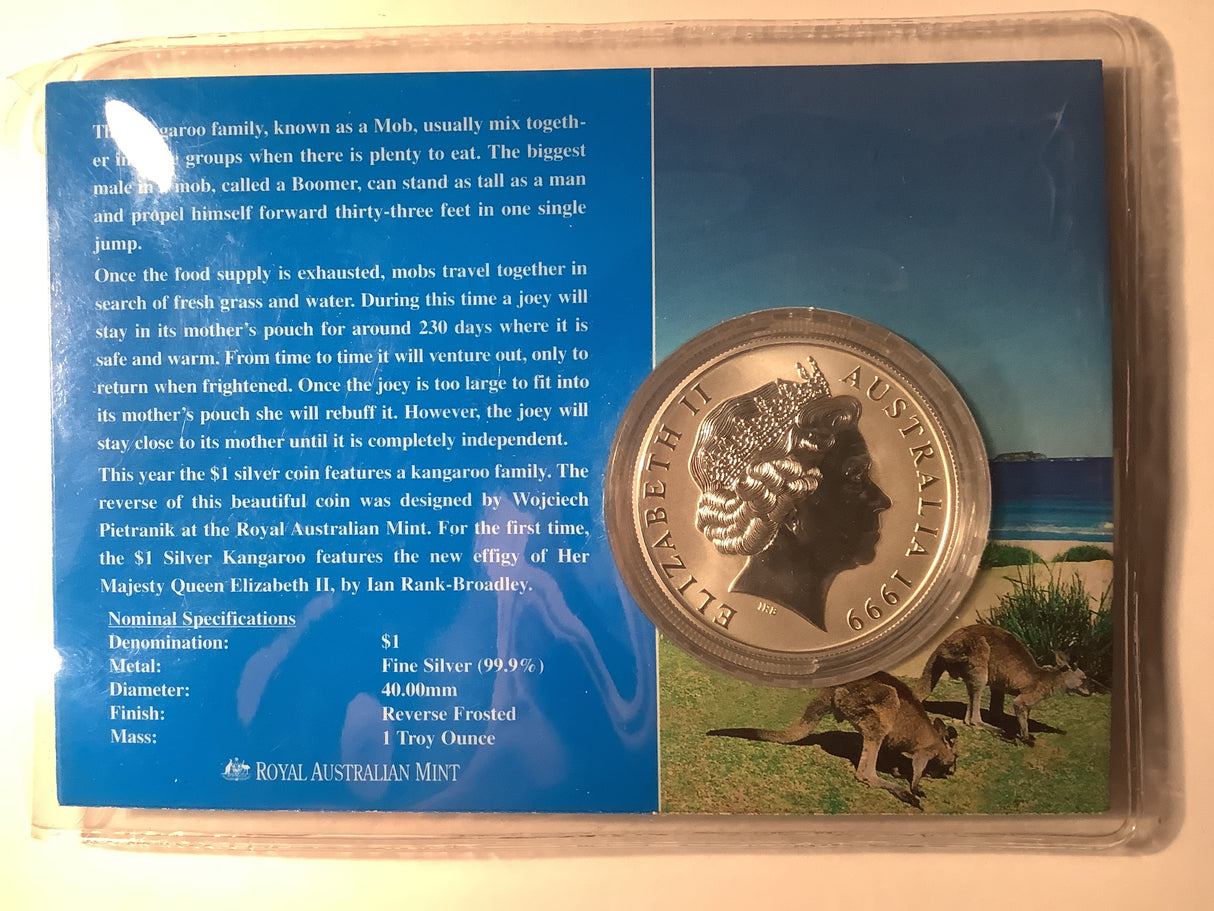 garoo family, known as a Mob, usually mix togeth-
er in groups when there is plenty to eat. The biggest
male in mob, called a Boomer, can stand as tall as a man
and propel himself forward thirty-three feet in one single
jump.
Once the food supply is exhausted, mobs travel together in
search of fresh grass and water. During this time a joey will
stay in its mother's pouch for around 230 days where it is
safe and warm. From time to time it will venture out, only to
return when frightened. Once the joey is too large to fit into
its mother's pouch she will rebuff it. However, the joey will
stay close to its mother until it is completely independent.
This year the $1 silver coin features a kangaroo family. The
reverse of this beautiful coin was designed by Wojciech
Pietranik at the Royal Australian Mint. For the first time,
the $1 Silver Kangaroo features the new effigy of Her
Majesty Queen Elizabeth II, by Ian Rank-Broadley.
Nominal Specifications
Denomination: $1
Metal: Fine Silver (99.9%)
Diameter: 40.00mm
Finish: Reverse Frosted
Mass: 1 Troy Ounce
ROYAL AUSTRALIAN MINT
ELIZABETH II
AUSTRALIA 1999
IRB